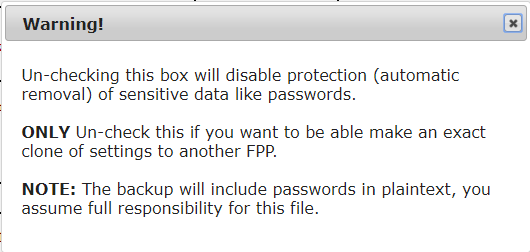 Warning!
Un-checking this box will disable protection (automatic
removal) of sensitive data like passwords.
ONLY Un-check this if you want to be able make an exact
clone of settings to another FPP.
NOTE: The backup will include passwords in plaintext, you
assume full responsibility for this file.